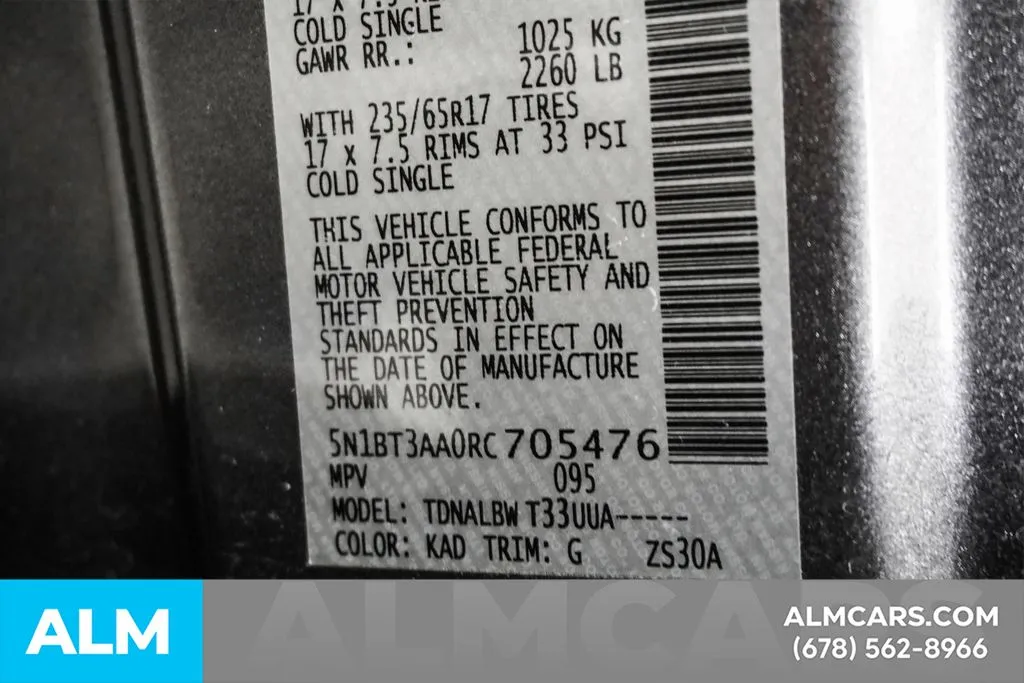 COLD SINGLE
GAWR RR.: 1025 KG
2260 LB
WITH 235/65R17 TIRES
17 x 7.5 RIMS AT 33 PSI
COLD SINGLE
THIS VEHICLE CONFORMS TO
ALL APPLICABLE FEDERAL
MOTOR VEHICLE SAFETY AND
THEFT PREVENTION
STANDARDS IN EFFECT ON
THE DATE OF MANUFACTURE
SHOWN ABOVE.
5N1BT3AA0RC705476
MPV 095
MODEL: TDNALBW T33UUA-----
COLOR: KAD TRIM: G ZS30A
ALM
ALMCARS
ALMCARS.COM
(678) 562-8966